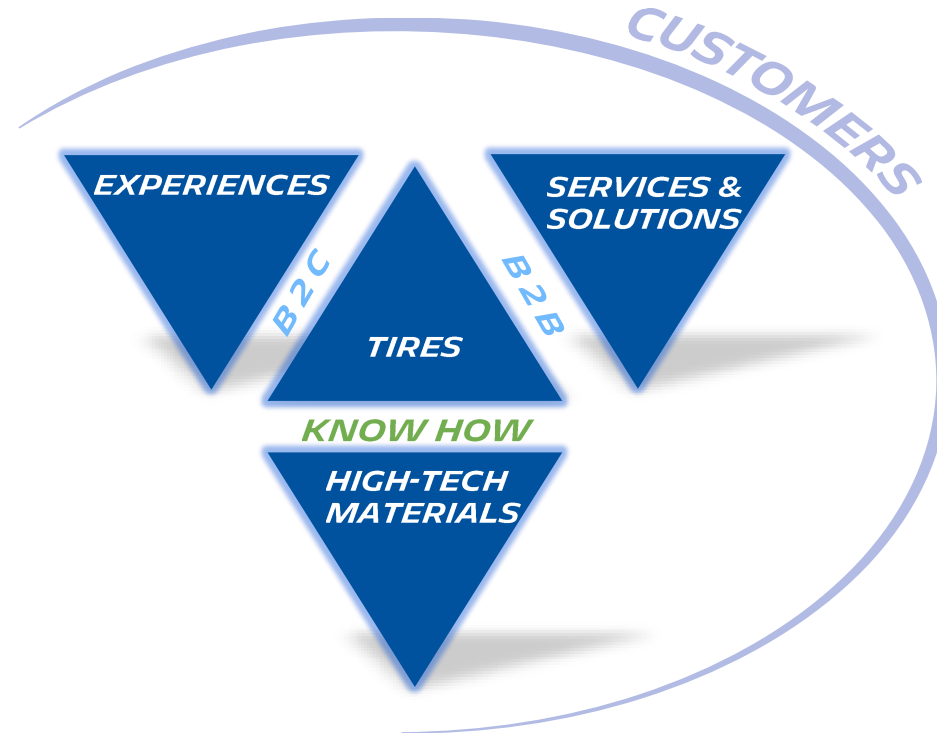 CUSTOMERS
EXPERIENCES
SERVICES &
SOLUTIONS
B2C
B2B
TIRES
KNOW HOW
HIGH-TECH
MATERIALS